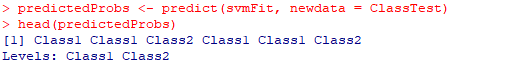 > predictedProbs <- predict(svmFit, newdata = ClassTest)
> head(predictedProbs)
[1] Class1 Class1 Class2 Class1 Class1 Class2
Levels: Class1 Class2